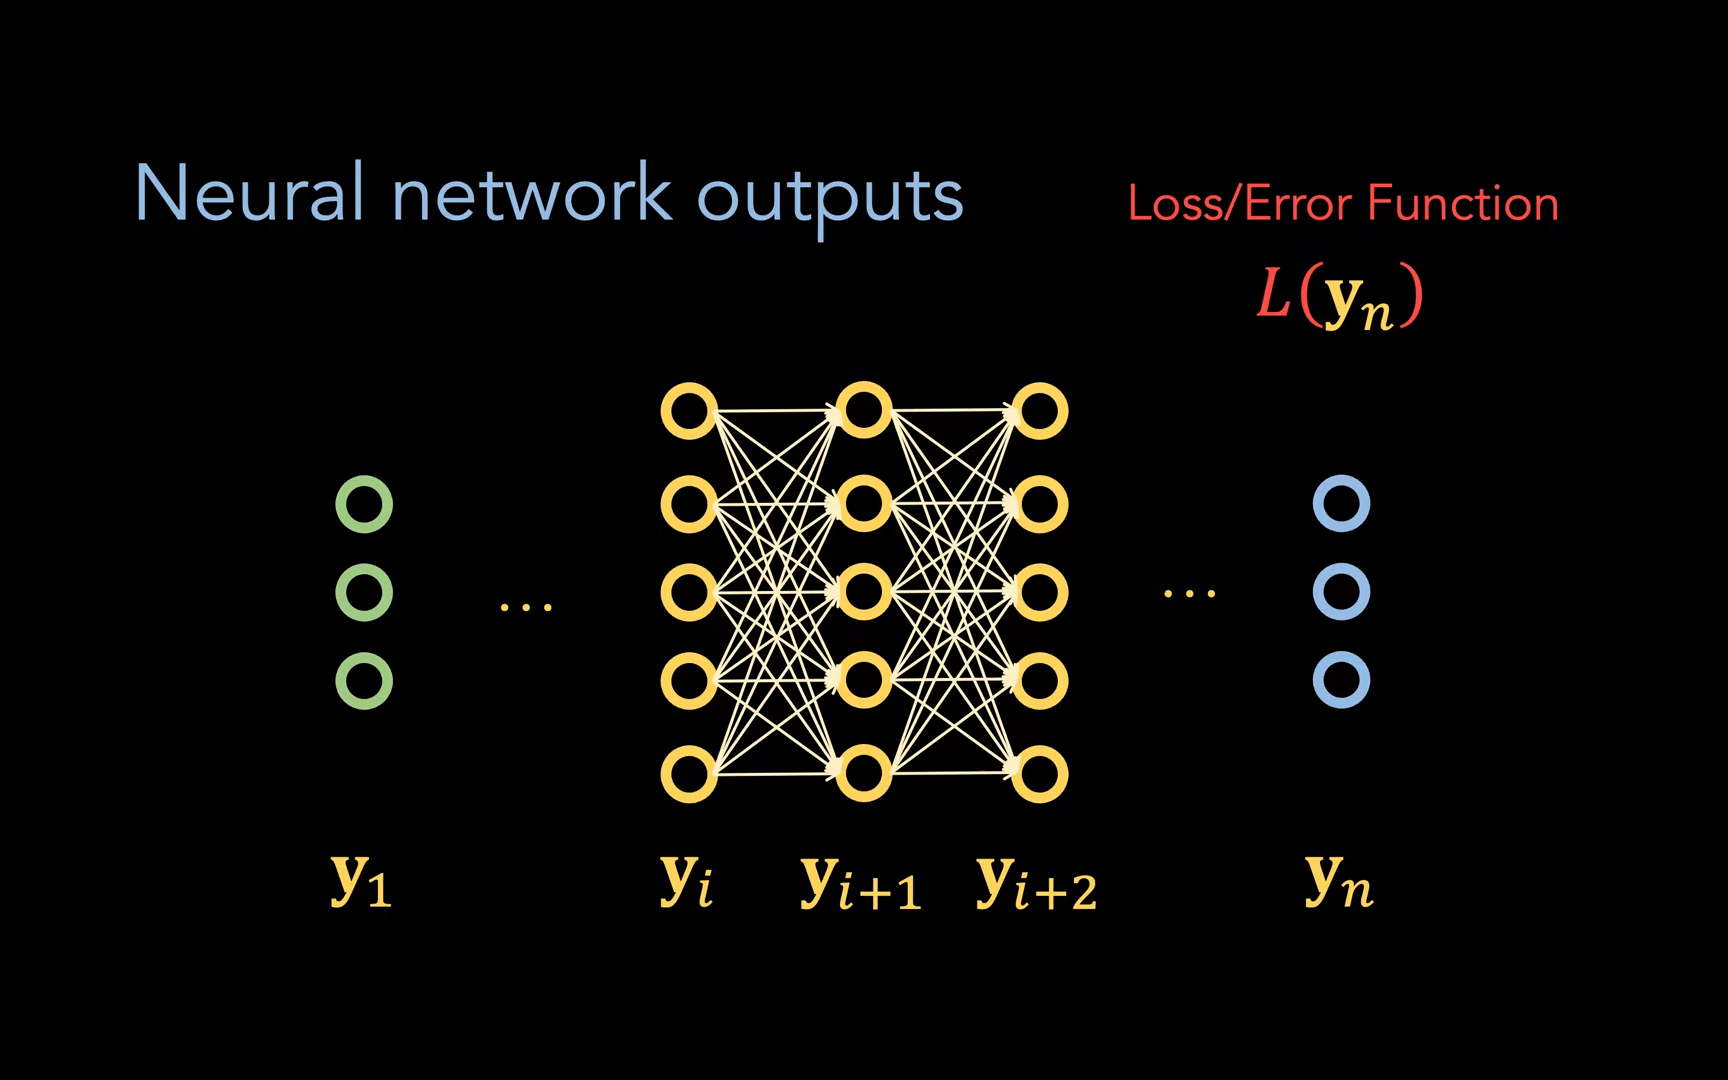 Neural network outputs
Loss/Error Function
L(yₙ)
... ...
y₁ yᵢ yᵢ₊₁ yᵢ₊₂ yₙ